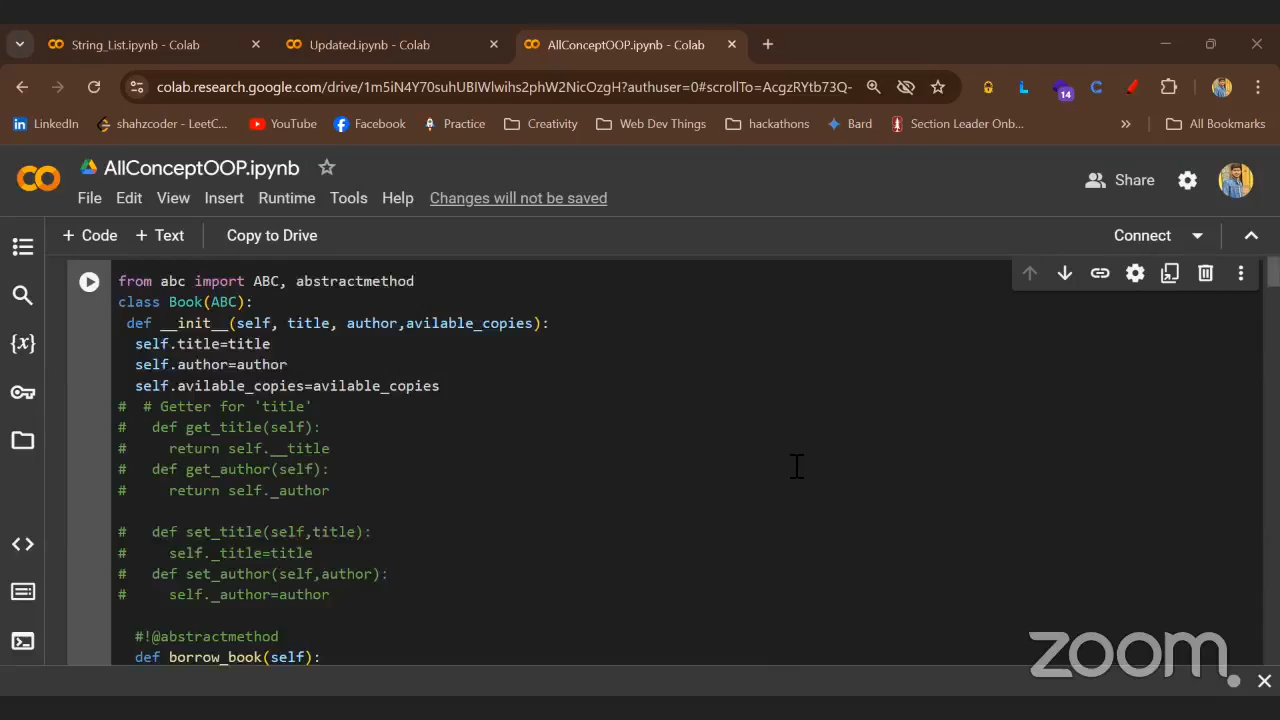 String_List.ipynb - Colab
Updated.ipynb - Colab
AllConceptOOP.ipynb - Colab
colab.research.google.com/drive/1m5iN4Y70suhUBIWlwihs2phW2NicOzgH?authuser=0#scrollTo=AcgzRYtb73Q-
14
LinkedIn
shahzcoder - LeetC...
YouTube
Facebook
Practice
Creativity
Web Dev Things
hackathons
Bard
Section Leader Onb...
All Bookmarks
AllConceptOOP.ipynb
File Edit View Insert Runtime Tools Help Changes will not be saved
Share
+ Code + Text Copy to Drive
Connect
from abc import ABC, abstractmethod
class Book(ABC):
def __init__(self, title, author,avilable_copies):
self.title=title
self.author=author
self.avilable_copies=avilable_copies
# # Getter for 'title'
# def get_title(self):
# return self.__title
# def get_author(self):
# return self._author
# def set_title(self,title):
# self._title=title
# def set_author(self,author):
# self._author=author
#!@abstractmethod
def borrow_book(self):
zoom